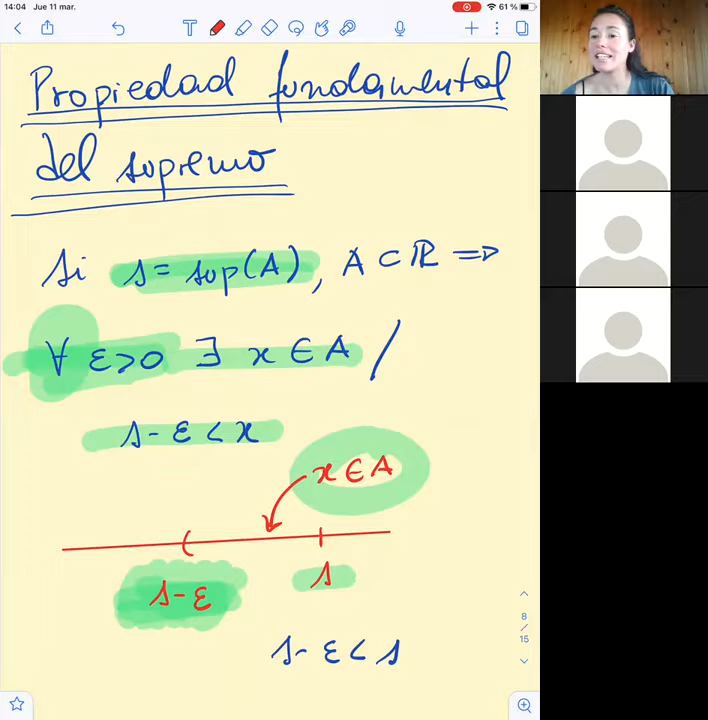 14:04 Jue 11 mar.
61 %
Propiedad fundamental
del supremo
Si s = sup(A), A ⊂ ℝ ⇒
∀ ε>0 ∃ x ∈ A /
s - ε < x
x ∈ A
s - ε
s
s - ε < s
8
/
15